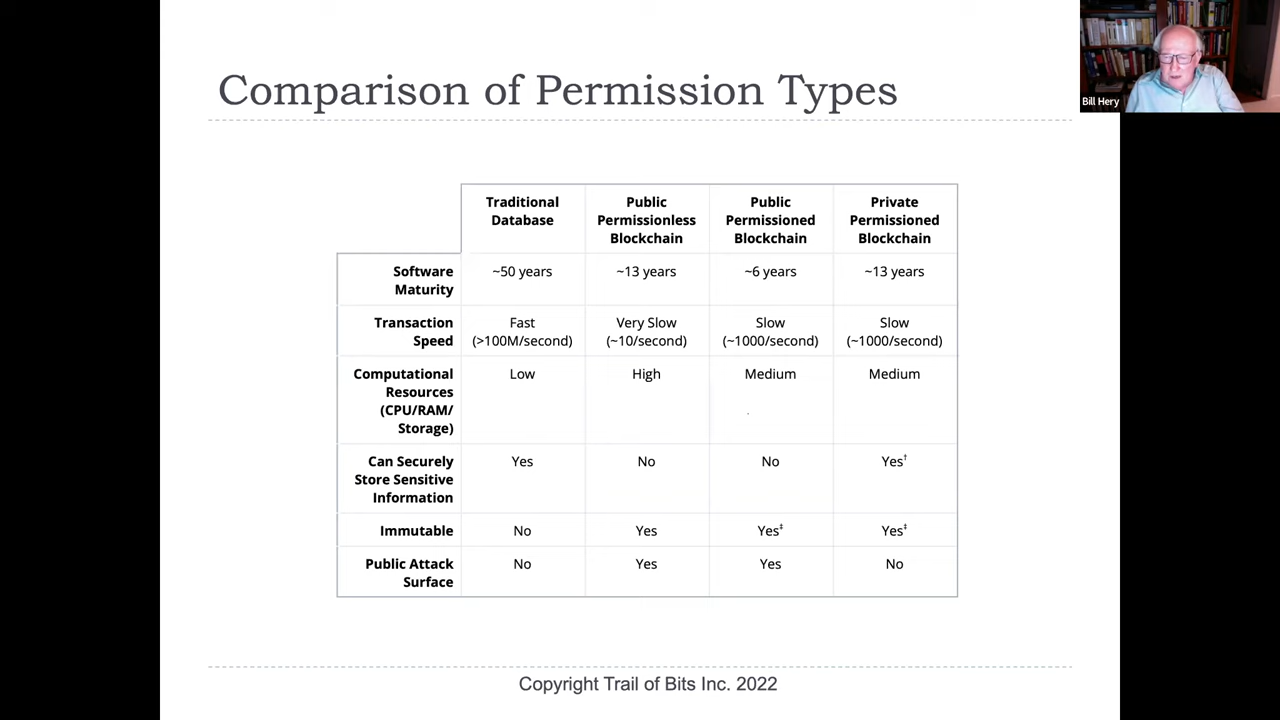 Comparison of Permission Types
Bill Hery
Traditional Database
Public Permissionless Blockchain
Public Permissioned Blockchain
Private Permissioned Blockchain
Software Maturity
~50 years
~13 years
~6 years
~13 years
Transaction Speed
Fast (>100M/second)
Very Slow (~10/second)
Slow (~1000/second)
Slow (~1000/second)
Computational Resources (CPU/RAM/ Storage)
Low
High
Medium
Medium
Can Securely Store Sensitive Information
Yes
No
No
Yes†
Immutable
No
Yes
Yes‡
Yes‡
Public Attack Surface
No
Yes
Yes
No
Copyright Trail of Bits Inc. 2022